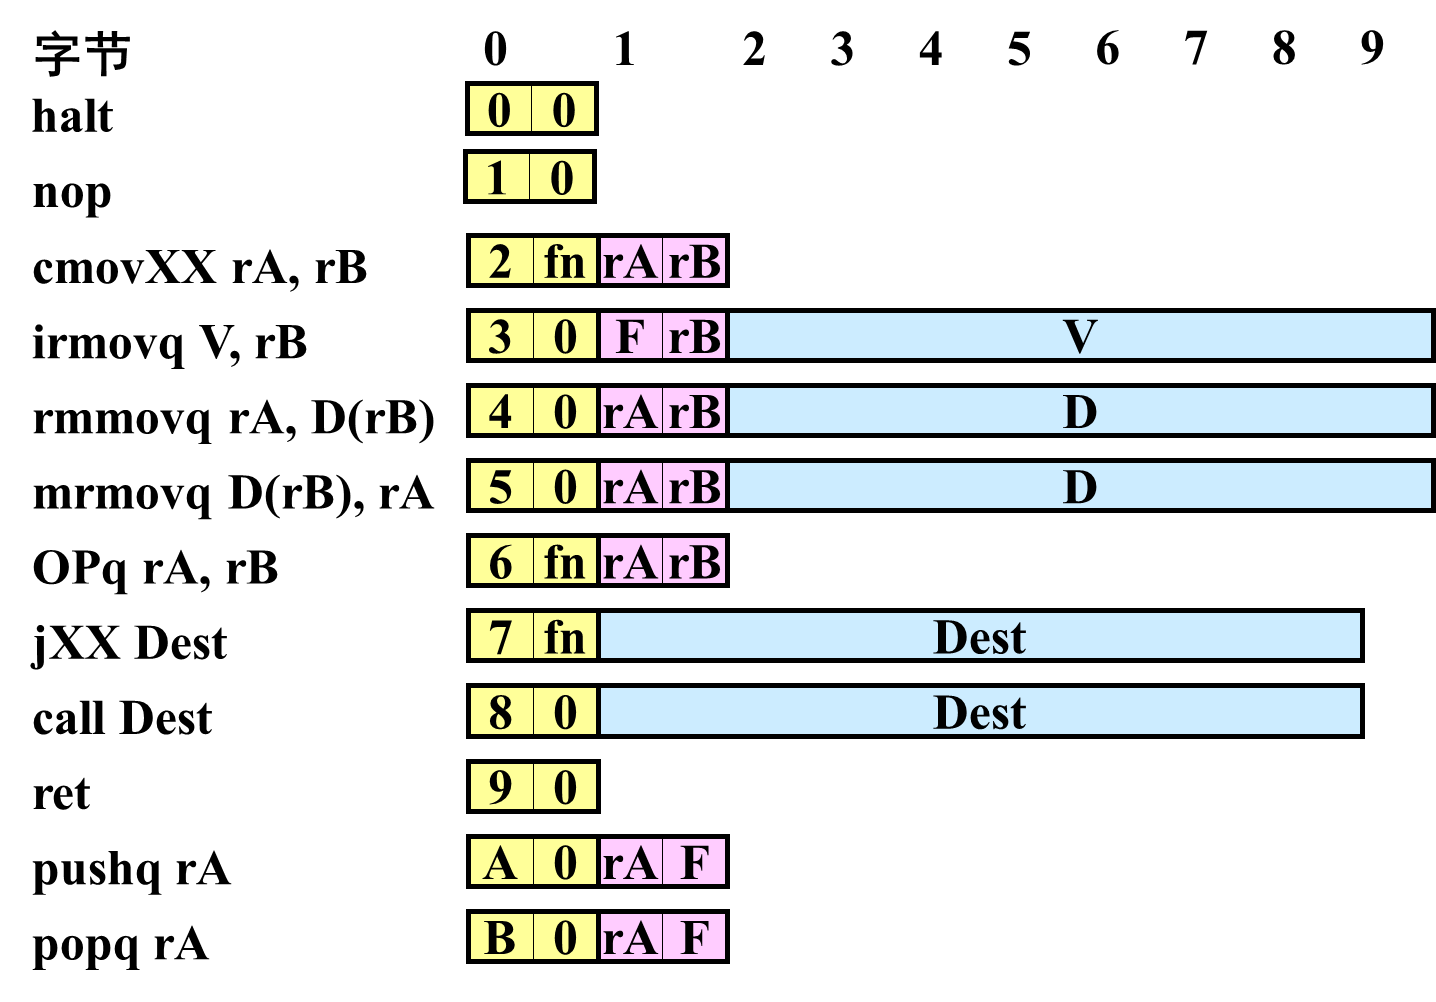 字节 0 1 2 3 4 5 6 7 8 9
halt 0 0
nop 1 0
cmovXX rA, rB 2 fn rA rB
irmovq V, rB 3 0 F rB V
rmmovq rA, D(rB) 4 0 rA rB D
mrmovq D(rB), rA 5 0 rA rB D
OPq rA, rB 6 fn rA rB
jXX Dest 7 fn Dest
call Dest 8 0 Dest
ret 9 0
pushq rA A 0 rA F
popq rA B 0 rA F